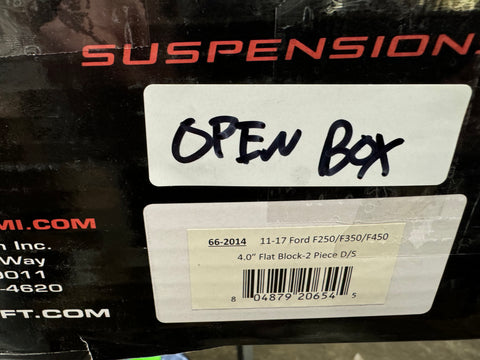 SUSPENSION
OPEN BOX
MI.COM
n Inc.
Way
0011
-4620
FT.COM
66-2014 11-17 Ford F250/F350/F450
4.0" Flat Block-2 Piece D/S
8 04879 20654 5